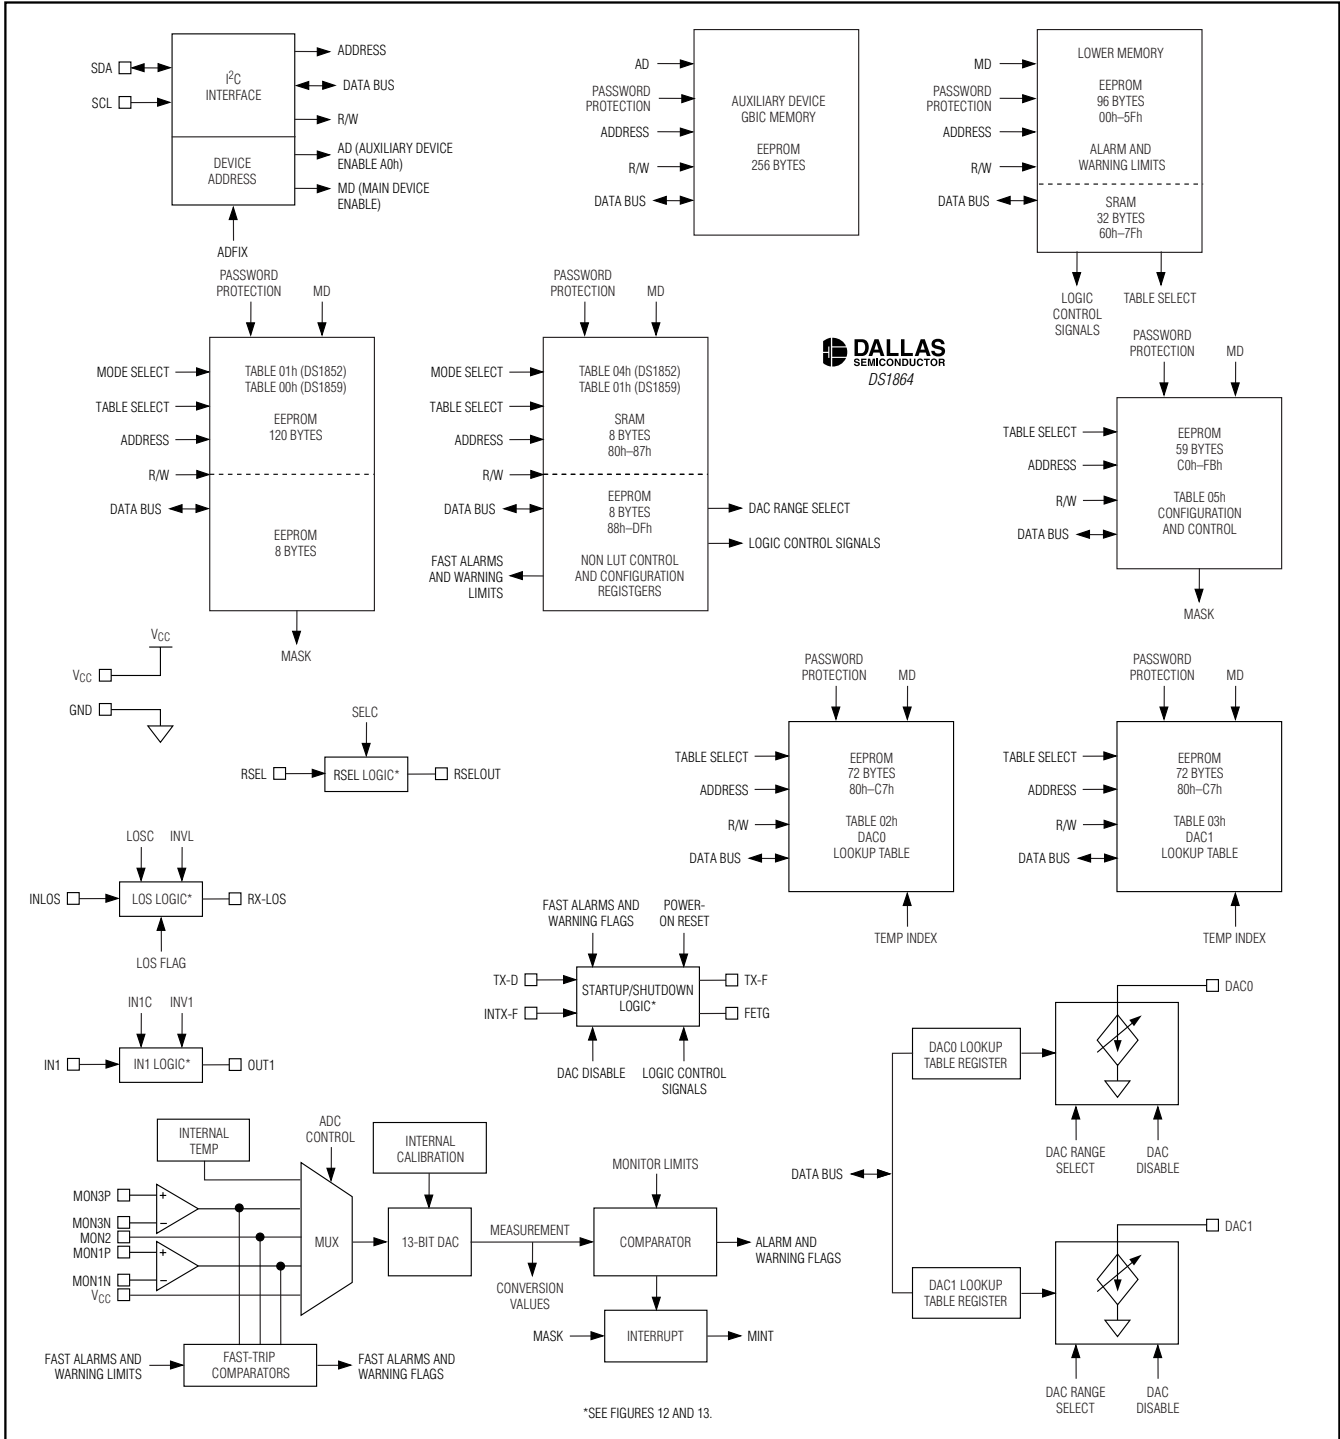 SDA
SCL
I2C
INTERFACE
DEVICE
ADDRESS
ADDRESS
DATA BUS
R/W
AD (AUXILIARY DEVICE
ENABLE A0h)
MD (MAIN DEVICE
ENABLE)
ADFIX
AD
PASSWORD
PROTECTION
ADDRESS
R/W
DATA BUS
AUXILIARY DEVICE
GBIC MEMORY
EEPROM
256 BYTES
MD
PASSWORD
PROTECTION
ADDRESS
R/W
DATA BUS
LOWER MEMORY
EEPROM
96 BYTES
00h–5Fh
ALARM AND
WARNING LIMITS
SRAM
32 BYTES
60h–7Fh
LOGIC
CONTROL
SIGNALS
TABLE SELECT
PASSWORD
PROTECTION
MD
MODE SELECT
TABLE SELECT
ADDRESS
R/W
DATA BUS
TABLE 01h (DS1852)
TABLE 00h (DS1859)
EEPROM
120 BYTES
EEPROM
8 BYTES
MASK
PASSWORD
PROTECTION
MD
MODE SELECT
TABLE SELECT
ADDRESS
R/W
DATA BUS
FAST ALARMS
AND WARNING
LIMITS
TABLE 04h (DS1852)
TABLE 01h (DS1859)
SRAM
8 BYTES
80h–87h
EEPROM
8 BYTES
88h–DFh
NON LUT CONTROL
AND CONFIGURATION
REGISTGERS
DAC RANGE SELECT
LOGIC CONTROL SIGNALS
DALLAS
SEMICONDUCTOR
DS1864
PASSWORD
PROTECTION
MD
TABLE SELECT
ADDRESS
R/W
DATA BUS
EEPROM
59 BYTES
C0h–FBh
TABLE 05h
CONFIGURATION
AND CONTROL
MASK
VCC
VCC
GND
SELC
RSEL
RSEL LOGIC*
RSELOUT
PASSWORD
PROTECTION
MD
TABLE SELECT
ADDRESS
R/W
DATA BUS
EEPROM
72 BYTES
80h–C7h
TABLE 02h
DAC0
LOOKUP TABLE
TEMP INDEX
PASSWORD
PROTECTION
MD
TABLE SELECT
ADDRESS
R/W
DATA BUS
EEPROM
72 BYTES
80h–C7h
TABLE 03h
DAC1
LOOKUP TABLE
TEMP INDEX
LOSC
INVL
INLOS
LOS LOGIC*
RX-LOS
LOS FLAG
IN1C
INV1
IN1
IN1 LOGIC*
OUT1
FAST ALARMS AND
WARNING FLAGS
POWER-
ON RESET
TX-D
INTX-F
STARTUP/SHUTDOWN
LOGIC*
TX-F
FETG
DAC DISABLE
LOGIC CONTROL
SIGNALS
DATA BUS
DAC0 LOOKUP
TABLE REGISTER
DAC0
DAC RANGE
SELECT
DAC
DISABLE
DAC1 LOOKUP
TABLE REGISTER
DAC1
DAC RANGE
SELECT
DAC
DISABLE
INTERNAL
TEMP
ADC
CONTROL
INTERNAL
CALIBRATION
MONITOR LIMITS
MON3P
+
MON3N
−
MON2
MON1P
+
MON1N
−
VCC
MUX
13-BIT DAC
MEASUREMENT
CONVERSION
VALUES
COMPARATOR
ALARM AND
WARNING FLAGS
MASK
INTERRUPT
MINT
FAST ALARMS AND
WARNING LIMITS
FAST-TRIP
COMPARATORS
FAST ALARMS AND
WARNING FLAGS
*SEE FIGURES 12 AND 13.